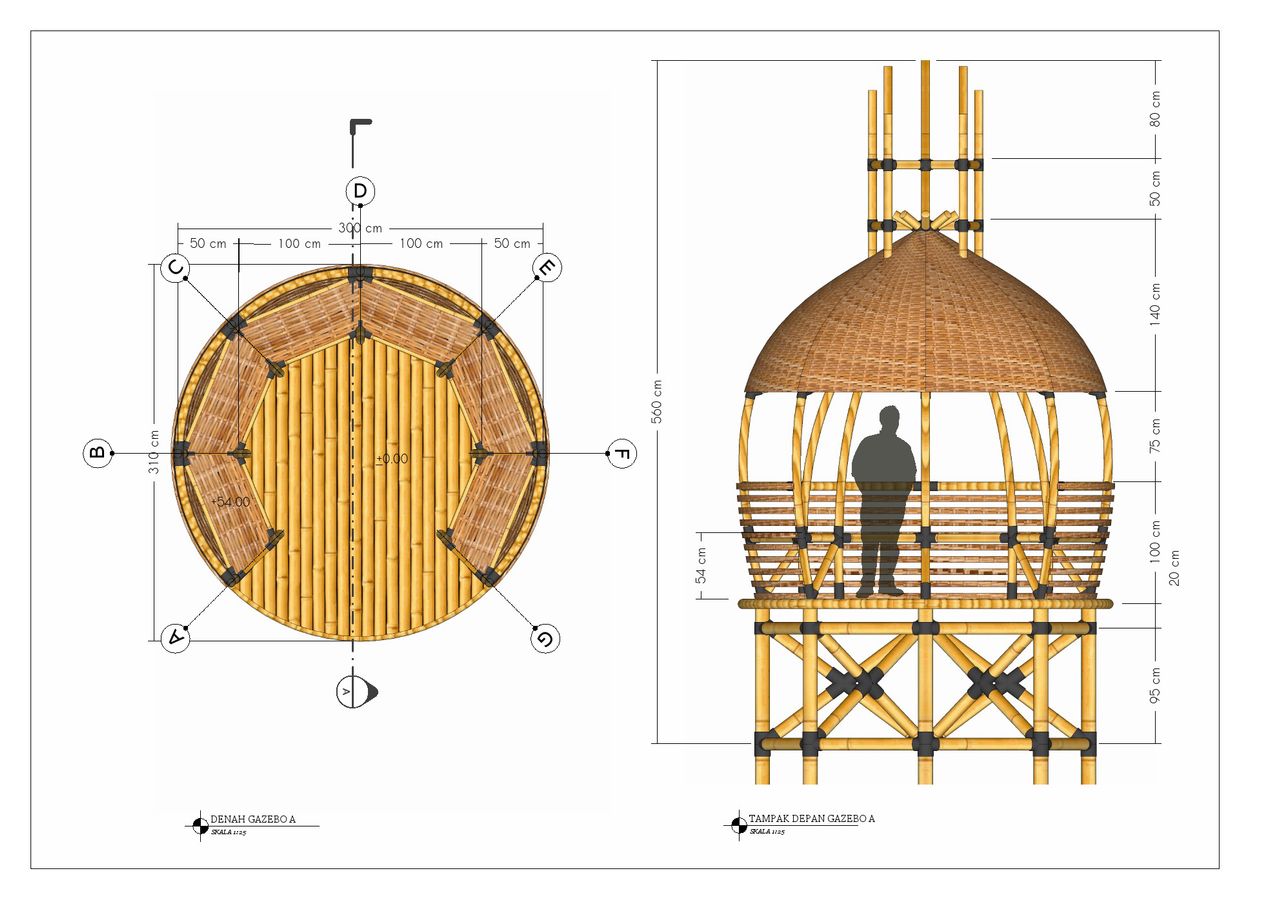 D
300 cm
50 cm
100 cm
100 cm
50 cm
C
E
310 cm
B
F
±0.00
+54.00
A
G
A
DENAH GAZEBO A
SKALA 1:125
560 cm
80 cm
50 cm
140 cm
75 cm
100 cm
20 cm
54 cm
95 cm
TAMPAK DEPAN GAZEBO A
SKALA 1:125